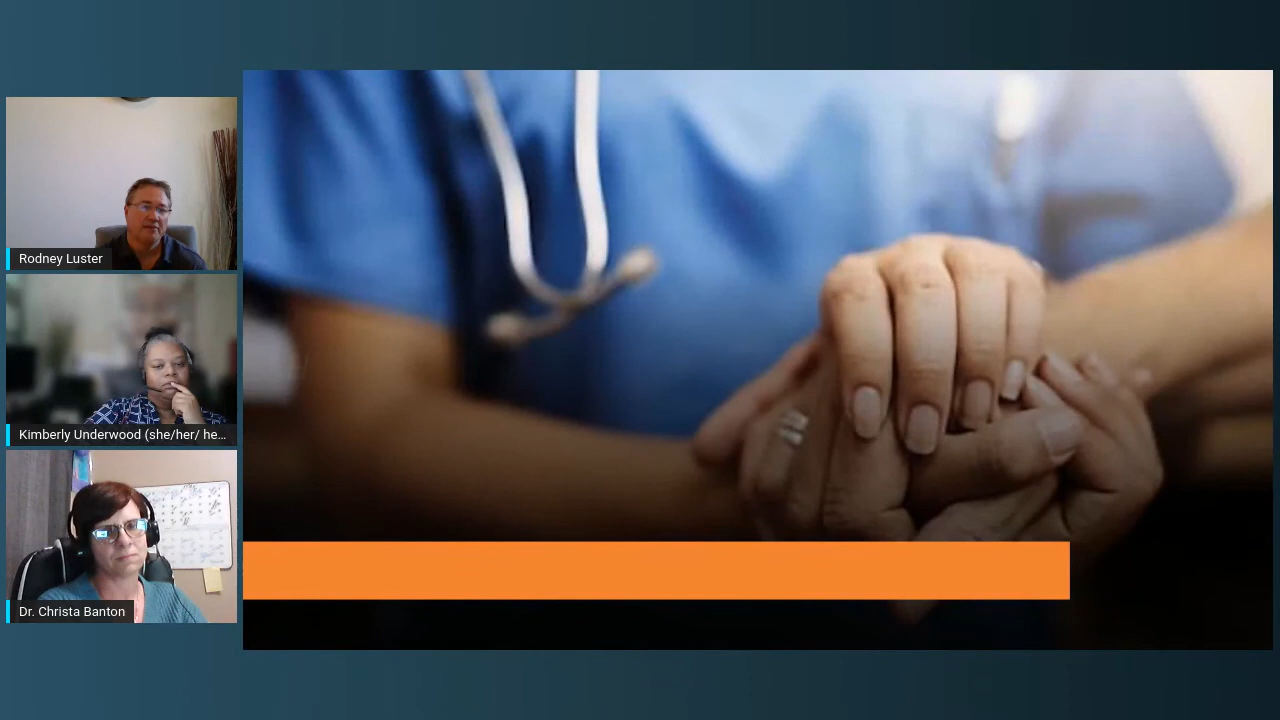 Rodney Luster
Kimberly Underwood (she/her/ he...
Dr. Christa Banton